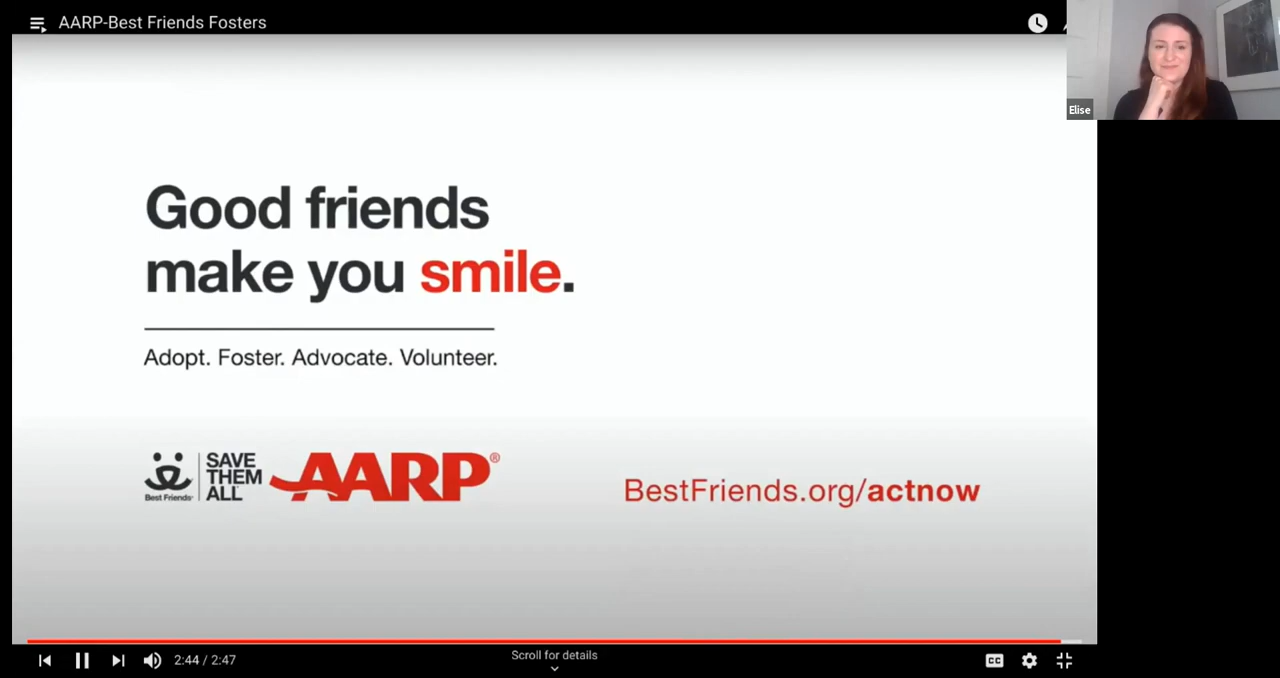 AARP-Best Friends Fosters
Elise
Good friends
make you smile.
Adopt. Foster. Advocate. Volunteer.
Best Friends
SAVE
THEM
ALL
AARP®
BestFriends.org/actnow
2:44 / 2:47
Scroll for details
CC